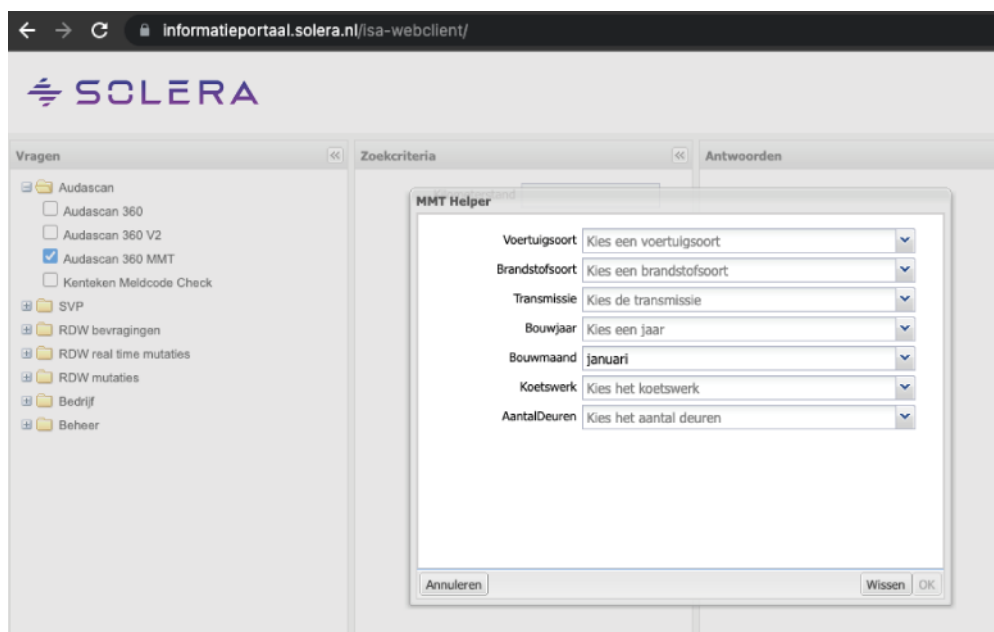 informatieportaal.solera.nl/isa-webclient/
SOLERA
Vragen
Audascan
Audascan 360
Audascan 360 V2
Audascan 360 MMT
Kenteken Meldcode Check
SVP
RDW bevragingen
RDW real time mutaties
RDW mutaties
Bedrijf
Beheer
Zoekcriteria
Antwoorden
MMT Helper
Voertuigsoort Kies een voertuigsoort
Brandstofsoort Kies een brandstofsoort
Transmissie Kies de transmissie
Bouwjaar Kies een jaar
Bouwmaand januari
Koetswerk Kies het koetswerk
AantalDeuren Kies het aantal deuren
Annuleren Wissen OK